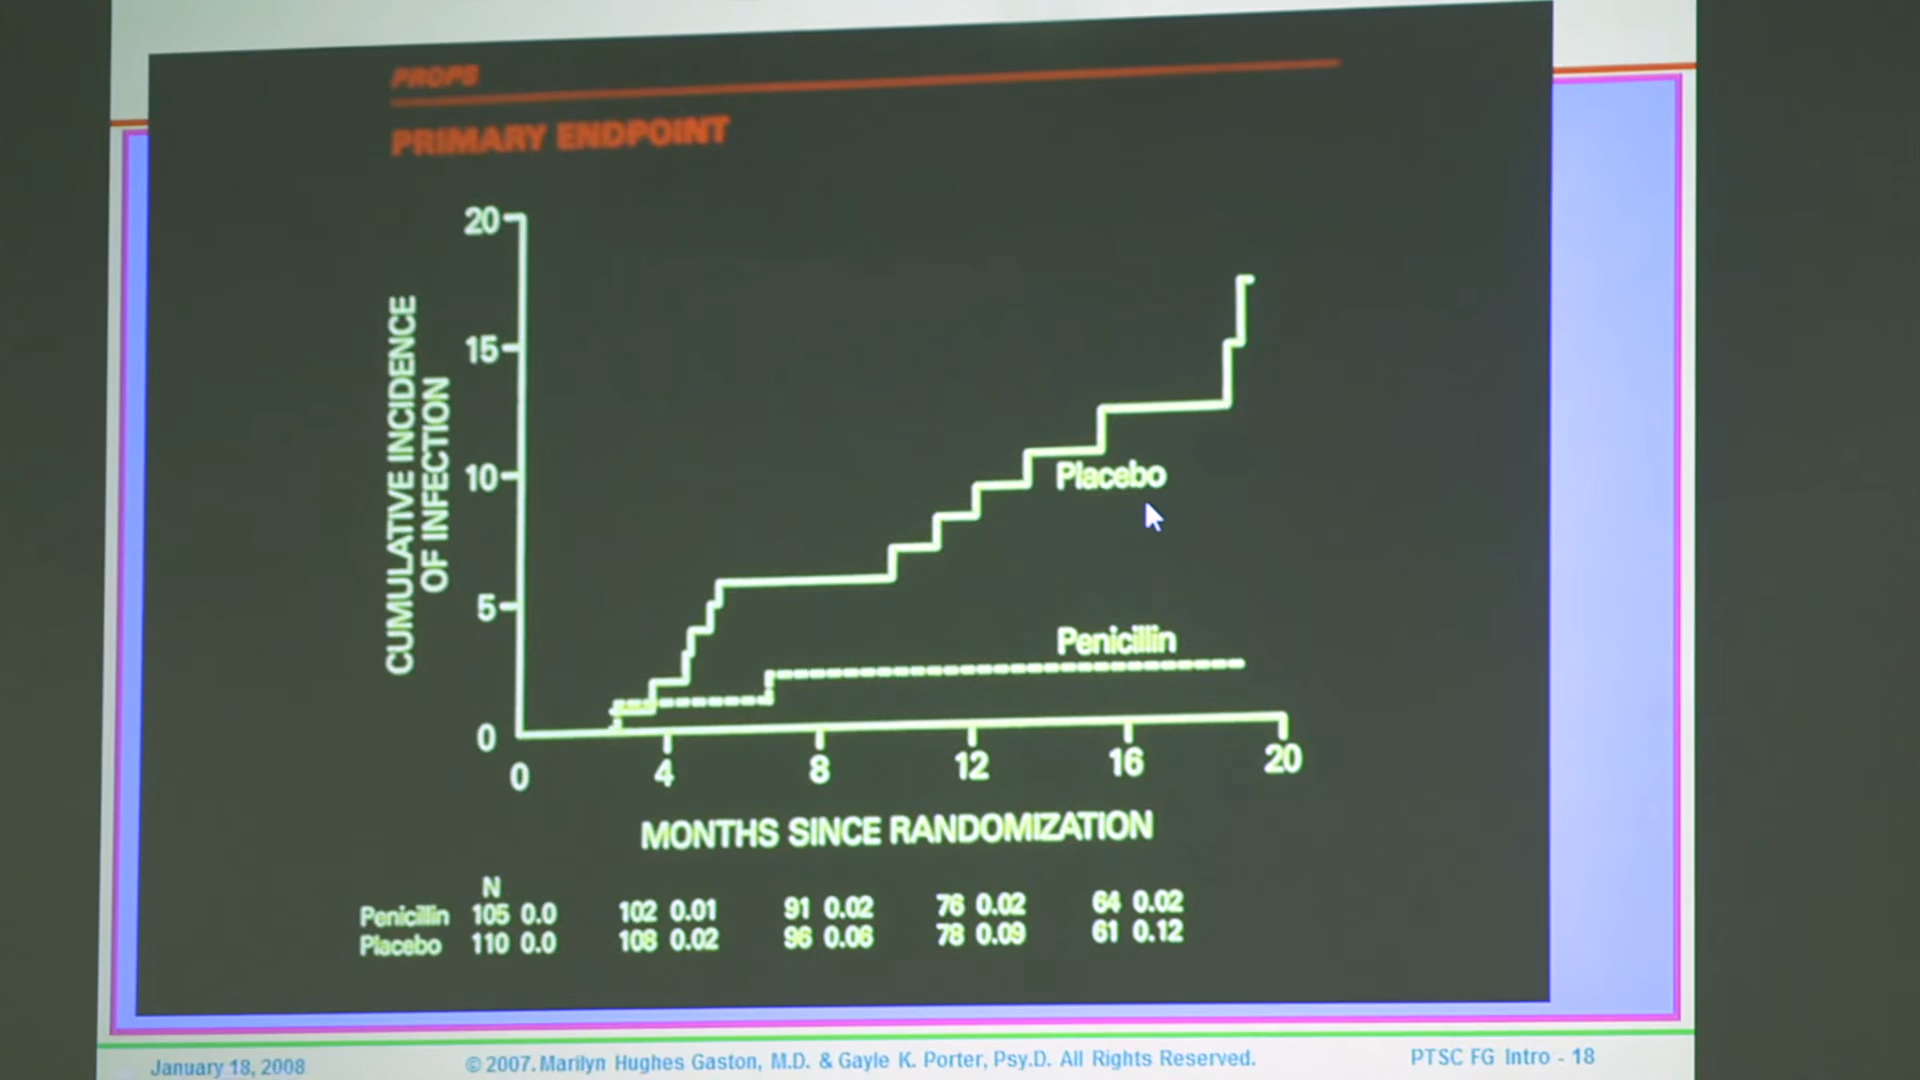 PROPS
PRIMARY ENDPOINT
CUMULATIVE INCIDENCE
OF INFECTION
20
15
10
5
0
Placebo
Penicillin
0 4 8 12 16 20
MONTHS SINCE RANDOMIZATION
N
Penicillin 105 0.0 102 0.01 91 0.02 76 0.02 64 0.02
Placebo 110 0.0 108 0.02 96 0.06 78 0.09 61 0.12
January 18, 2008 © 2007. Marilyn Hughes Gaston, M.D. & Gayle K. Porter, Psy.D. All Rights Reserved. PTSC FG Intro - 18